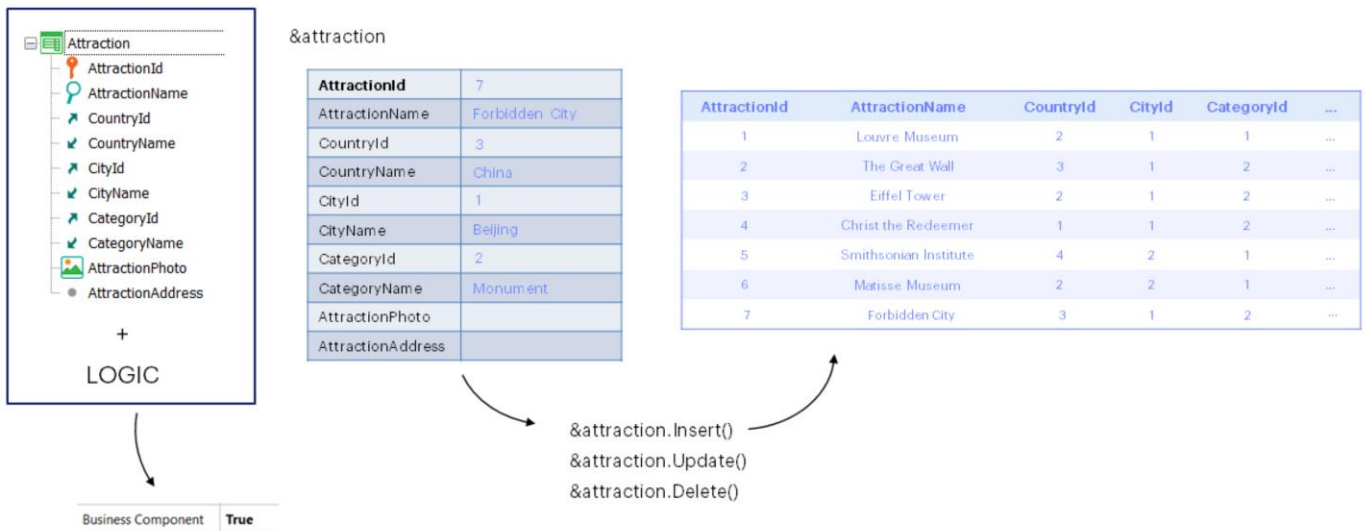 Attraction
AttractionId
AttractionName
CountryId
CountryName
CityId
CityName
CategoryId
CategoryName
AttractionPhoto
AttractionAddress
+
LOGIC
Business Component True
&attraction
AttractionId 7
AttractionName Forbidden City
CountryId 3
CountryName China
CityId 1
CityName Beijing
CategoryId 2
CategoryName Monument
AttractionPhoto
AttractionAddress
&attraction.Insert()
&attraction.Update()
&attraction.Delete()
AttractionId AttractionName CountryId CityId CategoryId ...
1 Louvre Museum 2 1 1 ...
2 The Great Wall 3 1 2 ...
3 Eiffel Tower 2 1 2 ...
4 Christ the Redeemer 1 1 2 ...
5 Smithsonian Institute 4 2 1 ...
6 Matisse Museum 2 2 1 ...
7 Forbidden City 3 1 2 ...